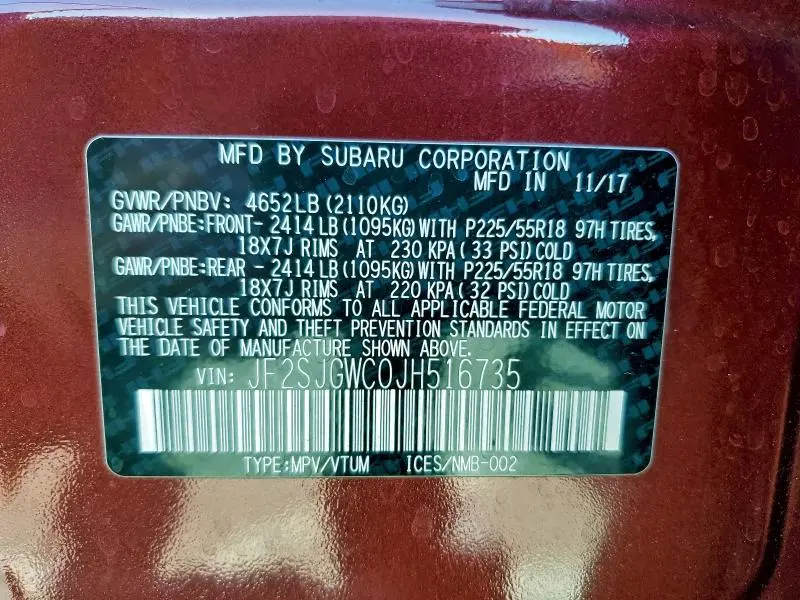 MFD BY SUBARU CORPORATION
MFD IN 11/17
GVWR/PNBV: 4652LB (2110KG)
GAWR/PNBE:FRONT- 2414LB (1095KG) WITH P225/55R18 97H TIRES,
18X7J RIMS AT 230 KPA (33 PSI) COLD
GAWR/PNBE:REAR - 2414LB (1095KG) WITH P225/55R18 97H TIRES,
18X7J RIMS AT 220 KPA (32 PSI) COLD
THIS VEHICLE CONFORMS TO ALL APPLICABLE FEDERAL MOTOR
VEHICLE SAFETY AND THEFT PREVENTION STANDARDS IN EFFECT ON
THE DATE OF MANUFACTURE SHOWN ABOVE.
VIN: JF2SJGWC0JH516735
TYPE:MPV/VTUM ICES/NMB-002